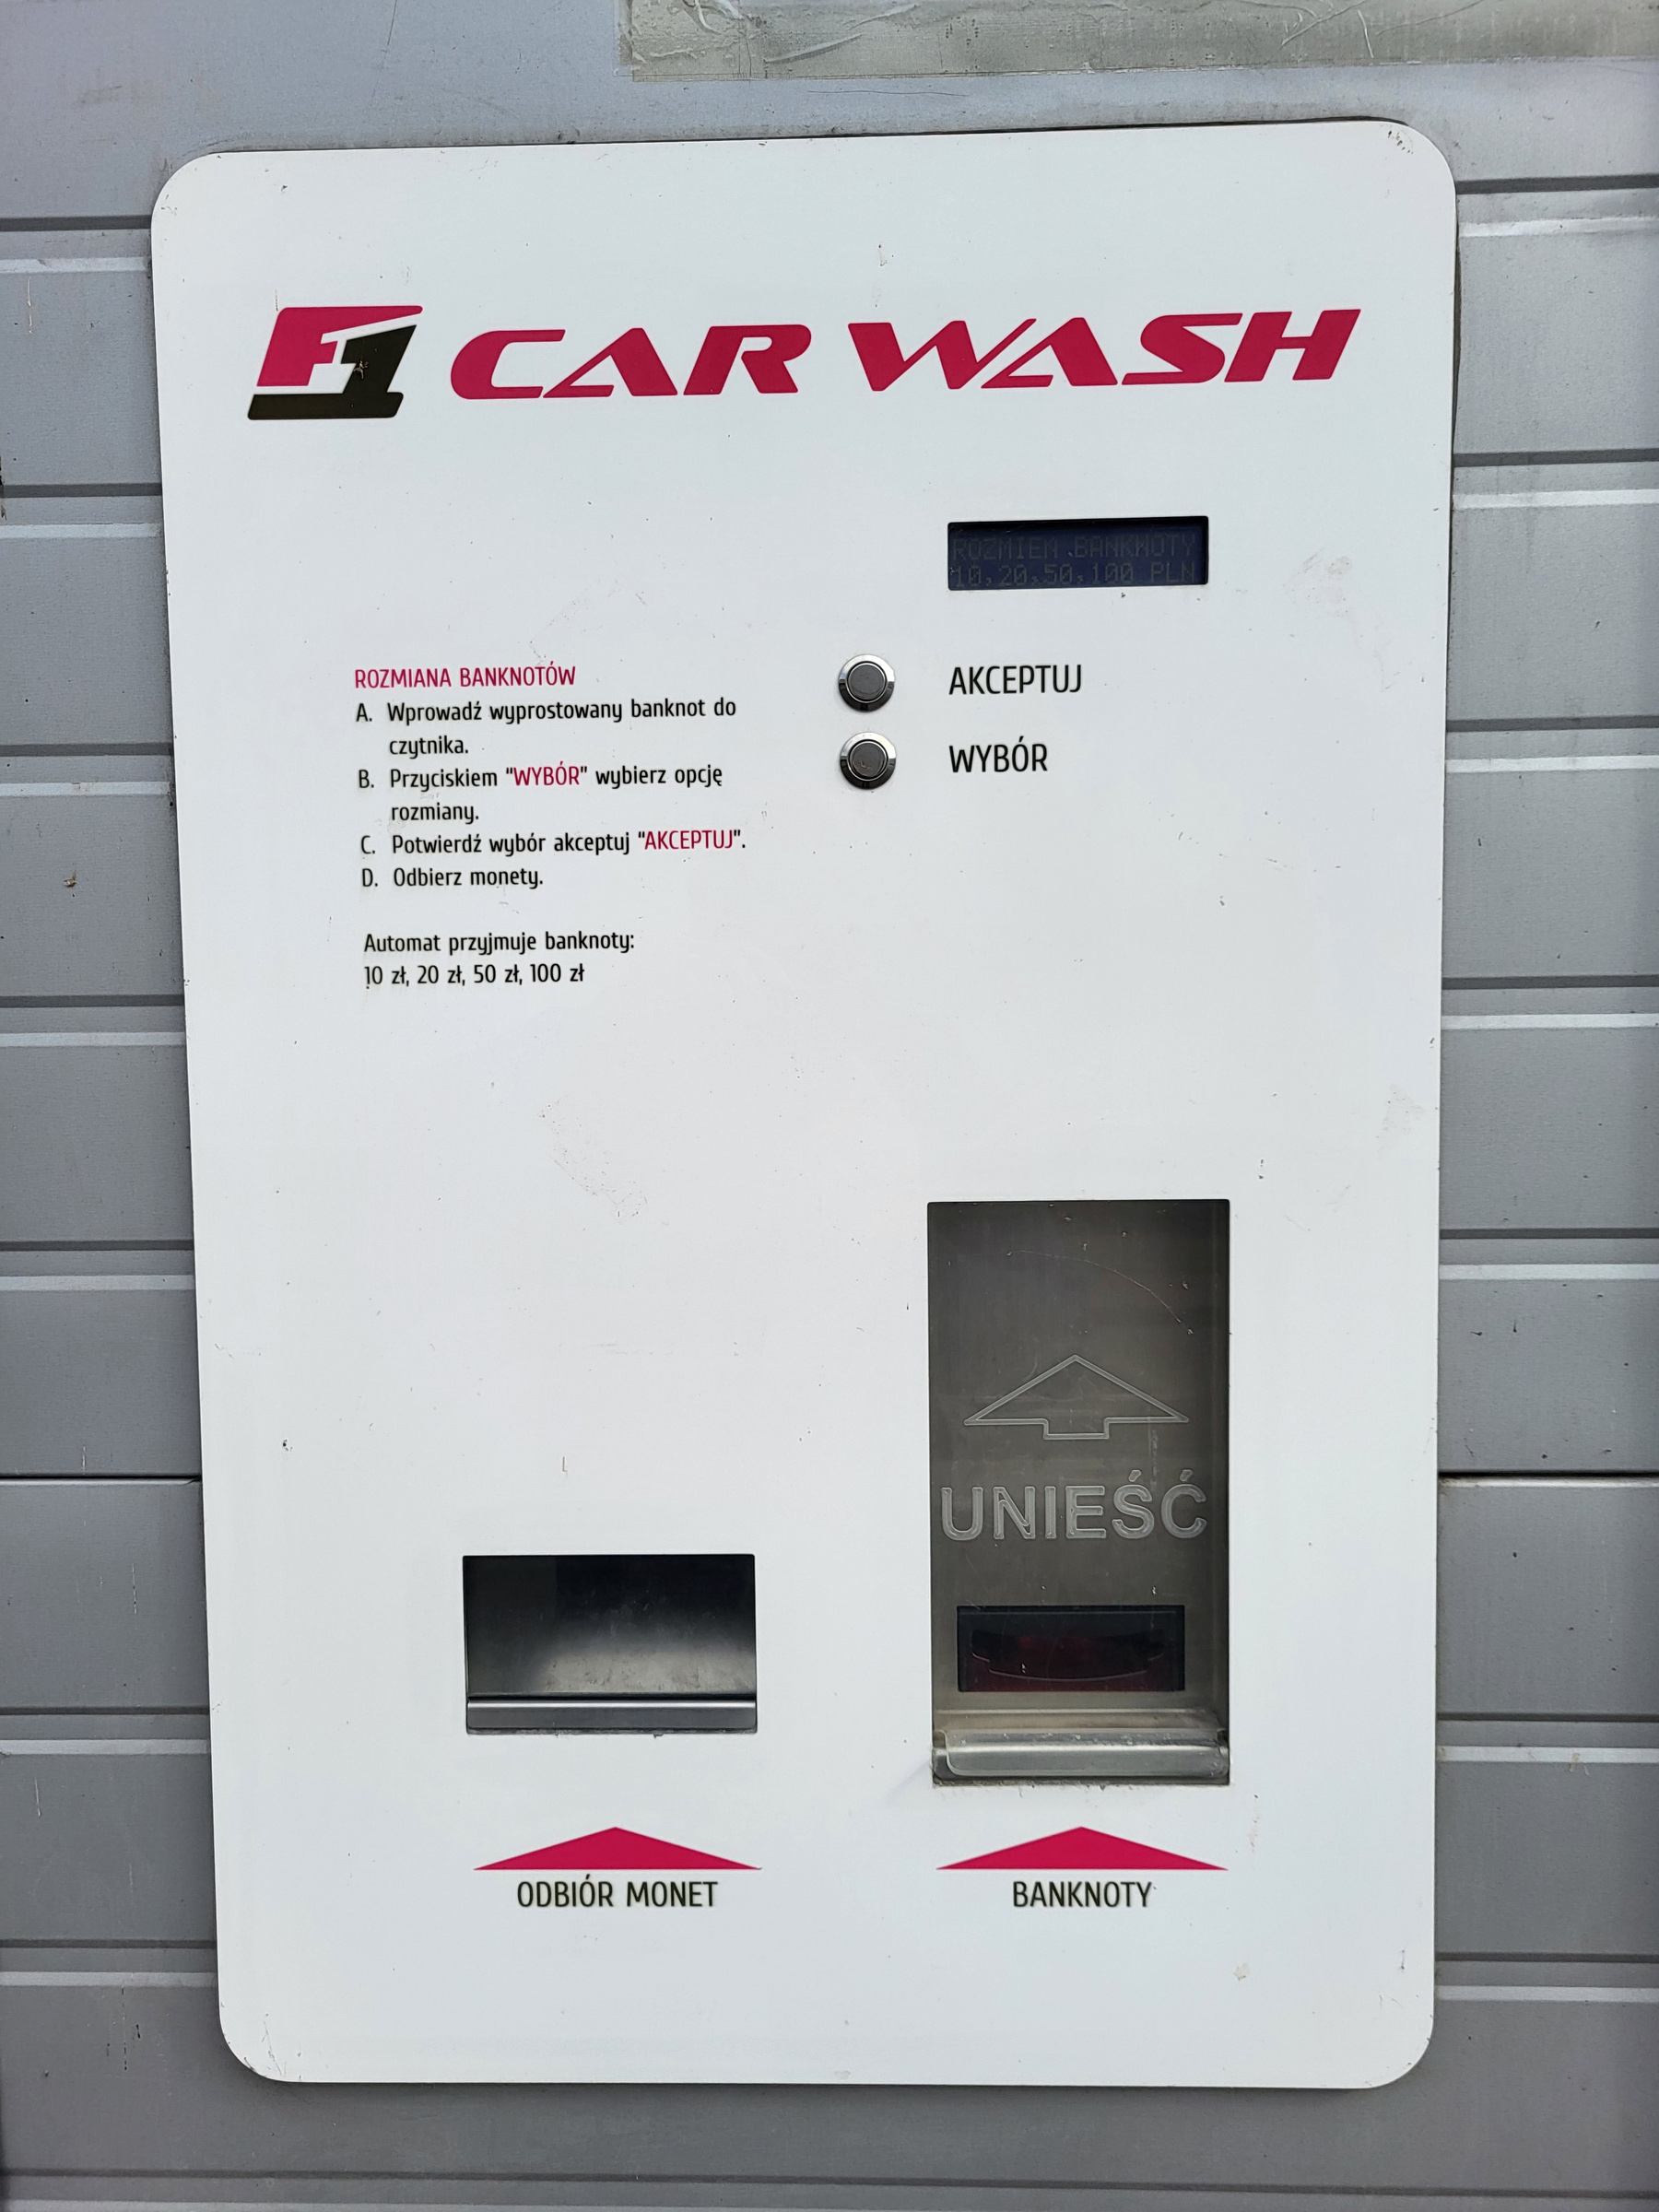 F1 CAR WASH
ROZMIEN BANKNOTY
10,20,50,100 PLN
ROZMIANA BANKNOTÓW
A. Wprowadź wyprostowany banknot do
czytnika.
B. Przyciskiem “WYBÓR” wybierz opcję
rozmiany.
C. Potwierdź wybór akceptuj “AKCEPTUJ”.
D. Odbierz monety.
Automat przyjmuje banknoty:
10 zł, 20 zł, 50 zł, 100 zł
AKCEPTUJ
WYBÓR
UNIEŚĆ
ODBIÓR MONET
BANKNOTY